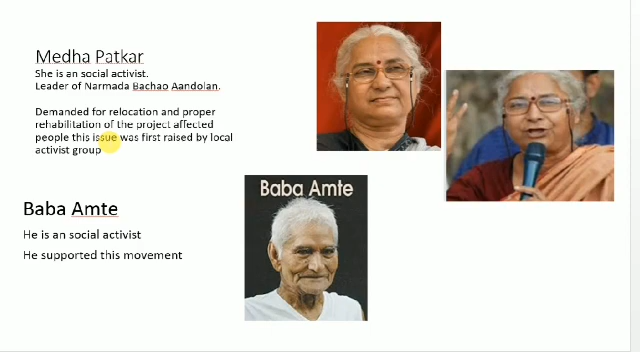 Medha Patkar
She is an social activist.
Leader of Narmada Bachao Aandolan.
Demanded for relocation and proper
rehabilitation of the project affected
people this issue was first raised by local
activist group
Baba Amte
He is an social activist
He supported this movement
Baba Amte